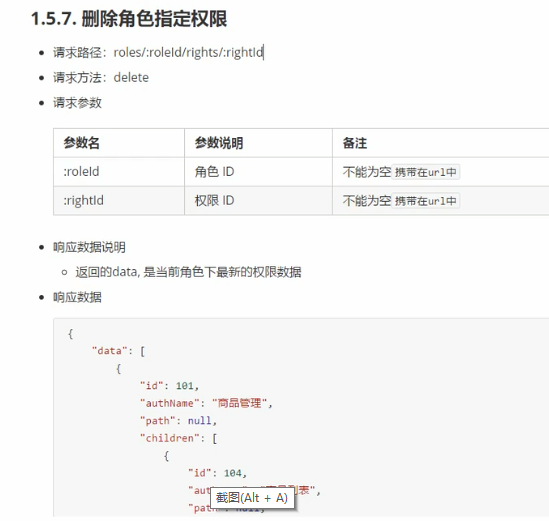 1.5.7. 删除角色指定权限
请求路径：roles/:roleId/rights/:rightId
请求方法：delete
请求参数
参数名 参数说明 备注
:roleId 角色 ID 不能为空 携带在url中
:rightId 权限 ID 不能为空 携带在url中
响应数据说明
返回的data, 是当前角色下最新的权限数据
响应数据
{
"data": [
{
"id": 101,
"authName": "商品管理",
"path": null,
"children": [
{
"id": 104,
列表",
截图(Alt + A)
"path": null,